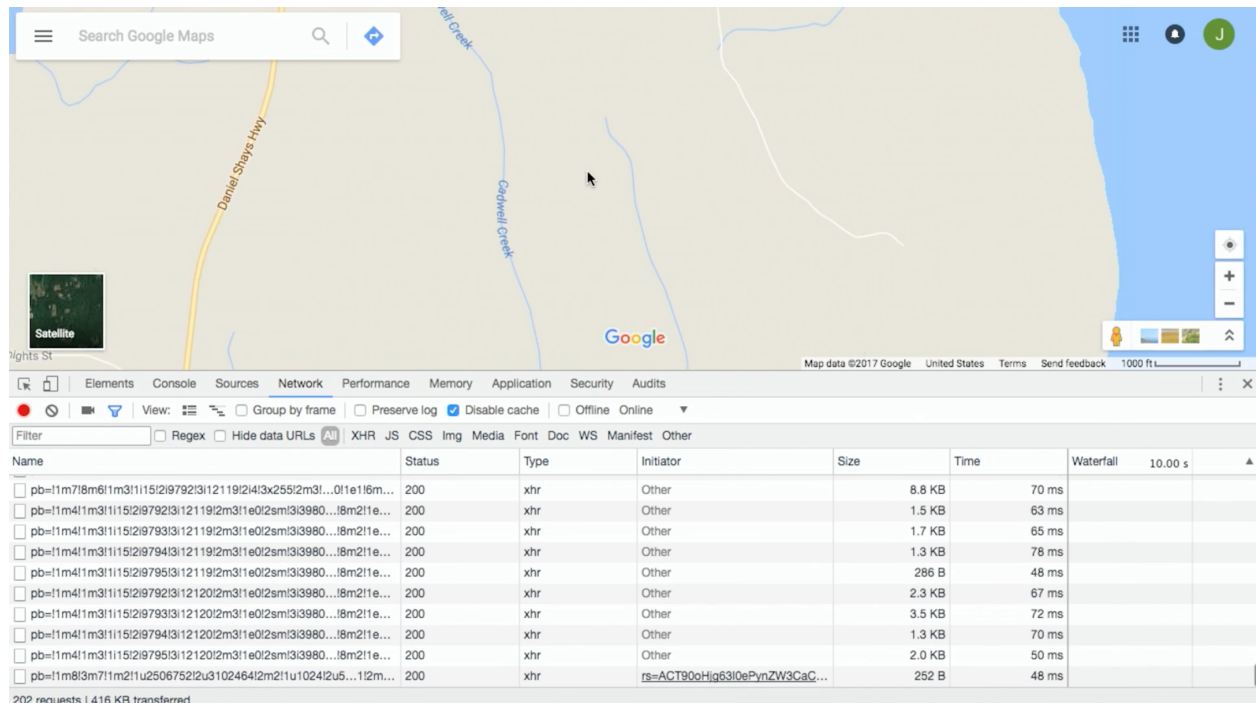 Search Google Maps
J
ell Creek
Daniel Shays Hwy
Cadwell Creek
Satellite
Google
ights St
Map data ©2017 Google United States Terms Send feedback 1000 ft
Elements Console Sources Network Performance Memory Application Security Audits
View: Group by frame Preserve log Disable cache Offline Online
Filter Regex Hide data URLs All XHR JS CSS Img Media Font Doc WS Manifest Other
Name Status Type Initiator Size Time Waterfall 10.00 s
pb=!1m7!8m6!1m3!1i15!2i9792!3i12119!2i4!3x255!2m3!...0!1e1!6m... 200 xhr Other 8.8 KB 70 ms
pb=!1m4!1m3!1i15!2i9792!3i12119!2m3!1e0!2sm!3i3980...!8m2!1e... 200 xhr Other 1.5 KB 63 ms
pb=!1m4!1m3!1i15!2i9793!3i12119!2m3!1e0!2sm!3i3980...!8m2!1e... 200 xhr Other 1.7 KB 65 ms
pb=!1m4!1m3!1i15!2i9794!3i12119!2m3!1e0!2sm!3i3980...!8m2!1e... 200 xhr Other 1.3 KB 78 ms
pb=!1m4!1m3!1i15!2i9795!3i12119!2m3!1e0!2sm!3i3980...!8m2!1e... 200 xhr Other 286 B 48 ms
pb=!1m4!1m3!1i15!2i9792!3i12120!2m3!1e0!2sm!3i3980...!8m2!1e... 200 xhr Other 2.3 KB 67 ms
pb=!1m4!1m3!1i15!2i9793!3i12120!2m3!1e0!2sm!3i3980...!8m2!1e... 200 xhr Other 3.5 KB 72 ms
pb=!1m4!1m3!1i15!2i9794!3i12120!2m3!1e0!2sm!3i3980...!8m2!1e... 200 xhr Other 1.3 KB 70 ms
pb=!1m4!1m3!1i15!2i9795!3i12120!2m3!1e0!2sm!3i3980...!8m2!1e... 200 xhr Other 2.0 KB 50 ms
pb=!1m8!3m7!1m2!1u2506752!2u3102464!2m2!1u1024!2u5...1!2m... 200 xhr rs=ACT90oHjg63I0ePynZW3CaC... 252 B 48 ms
202 requests | 416 KB transferred